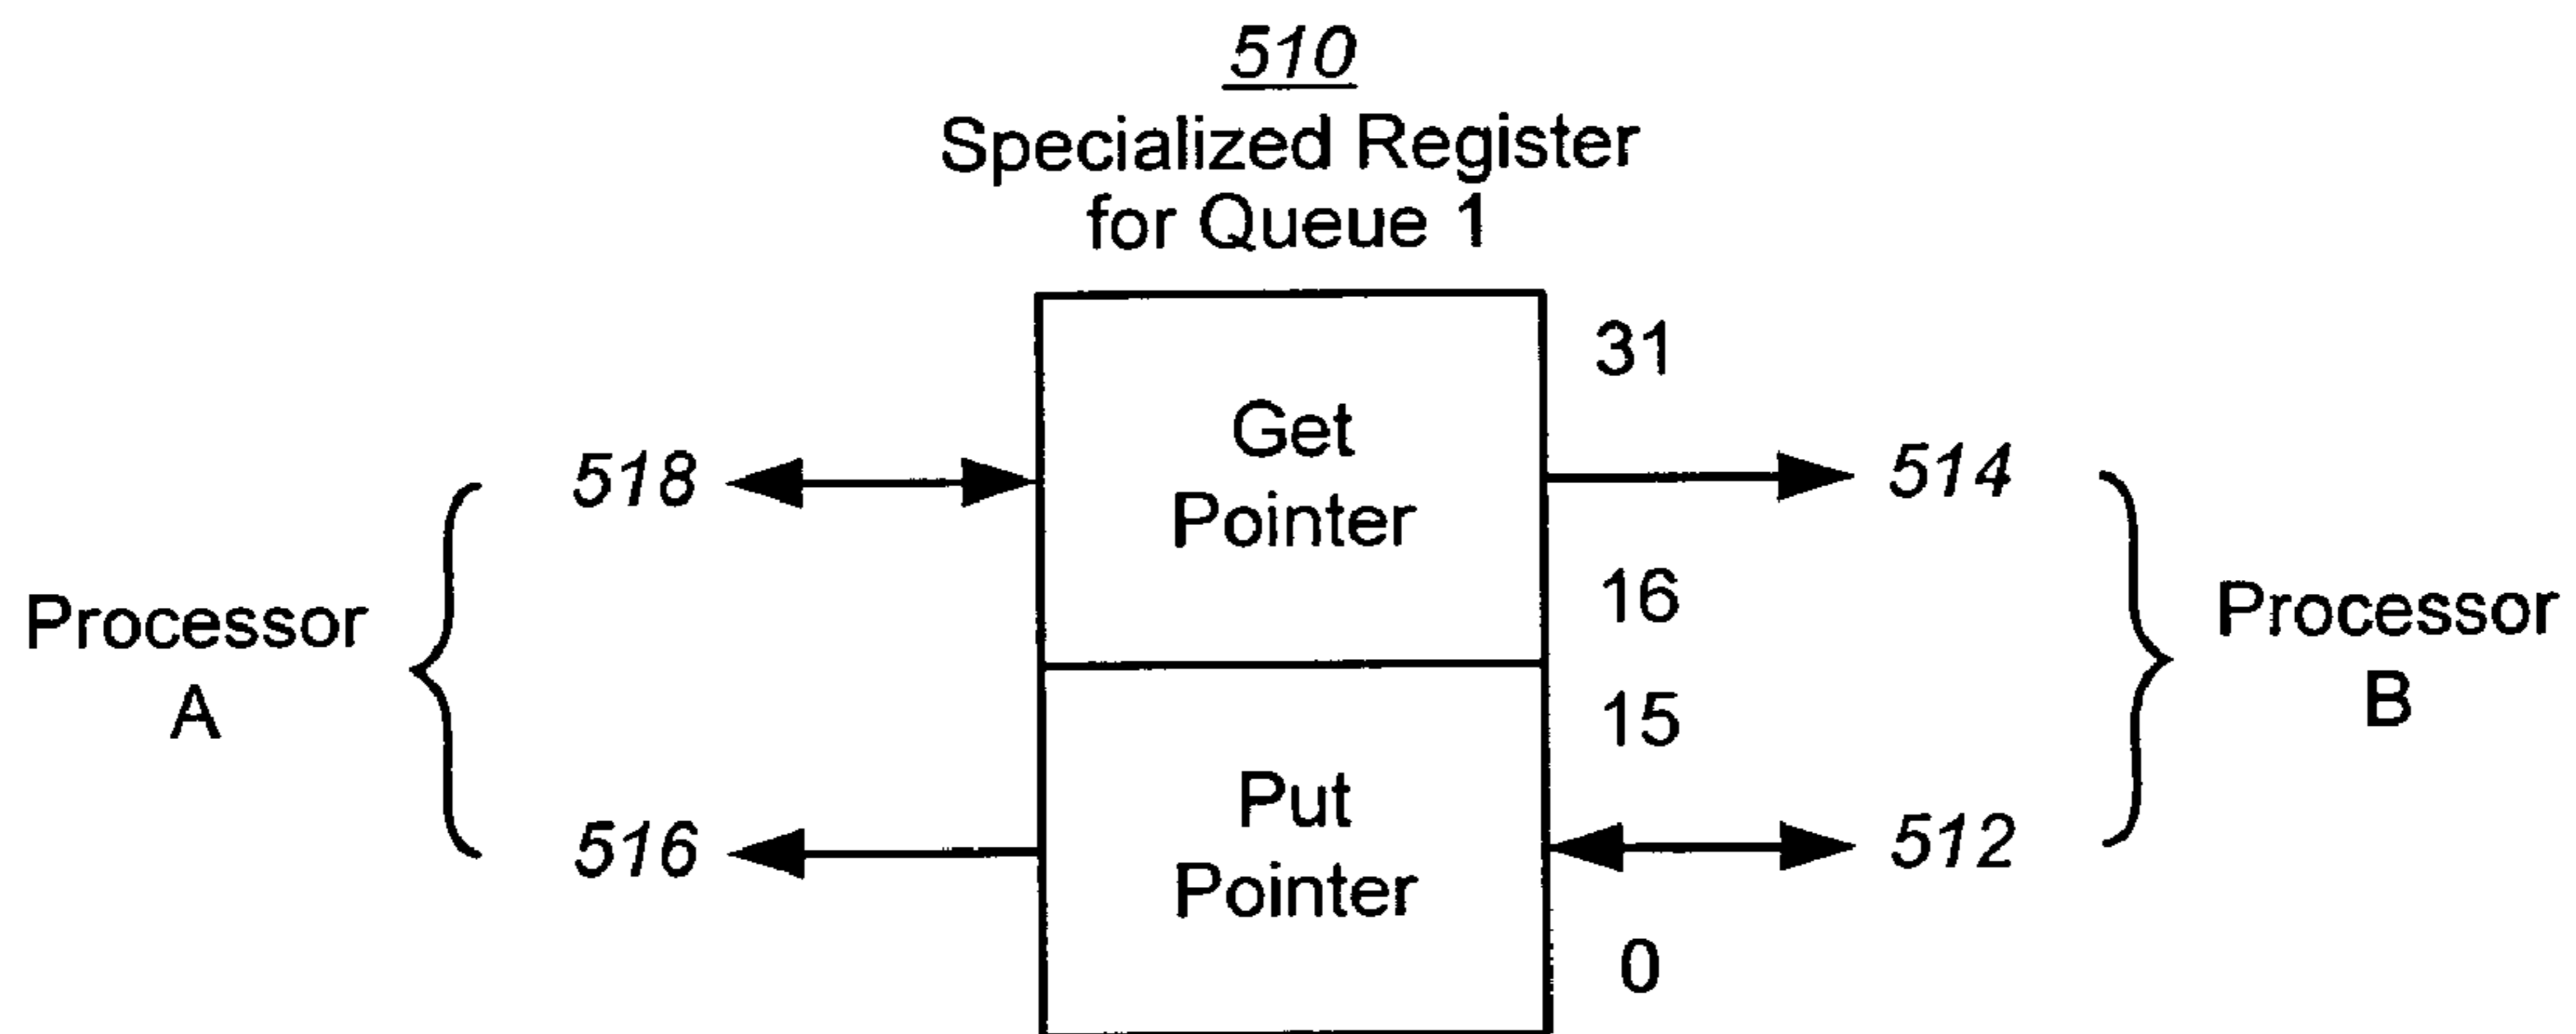 510
Specialized Register
for Queue 1
31
Get
Pointer
518
514
16
Processor
A
Processor
B
15
Put
Pointer
516
512
0